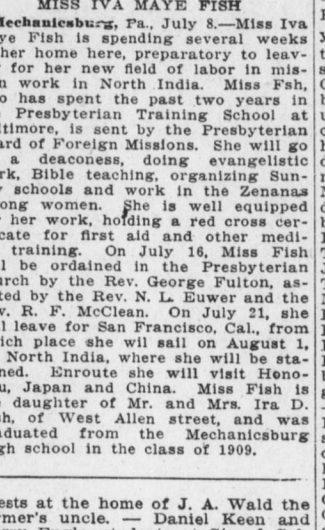 MISS IVA MAYE FISH
Mechanicsburg, Pa., July 8.—Miss Iva
ye Fish is spending several weeks
her home here, preparatory to leav-
for her new field of labor in mis-
n work in North India. Miss Fsh,
o has spent the past two years in
Presbyterian Training School at
ltimore, is sent by the Presbyterian
ard of Foreign Missions. She will go
a deaconess, doing evangelistic
rk, Bible teaching, organizing Sun-
y schools and work in the Zenanas
ong women. She is well equipped
her work, holding a red cross cer-
cate for first aid and other medi-
training. On July 16, Miss Fish
l be ordained in the Presbyterian
urch by the Rev. George Fulton, as-
ted by the Rev. N. L. Euwer and the
v. R. F. McClean. On July 21, she
l leave for San Francisco, Cal., from
ich place she wil sail on August 1,
North India, where she will be sta-
ned. Enroute she will visit Hono-
u, Japan and China. Miss Fish is
daughter of Mr. and Mrs. Ira D.
sh, of West Allen street, and was
aduated from the Mechanicsburg
gh school in the class of 1909.
ests at the home of J. A. Wald the
rmer's uncle. — Daniel Keen and